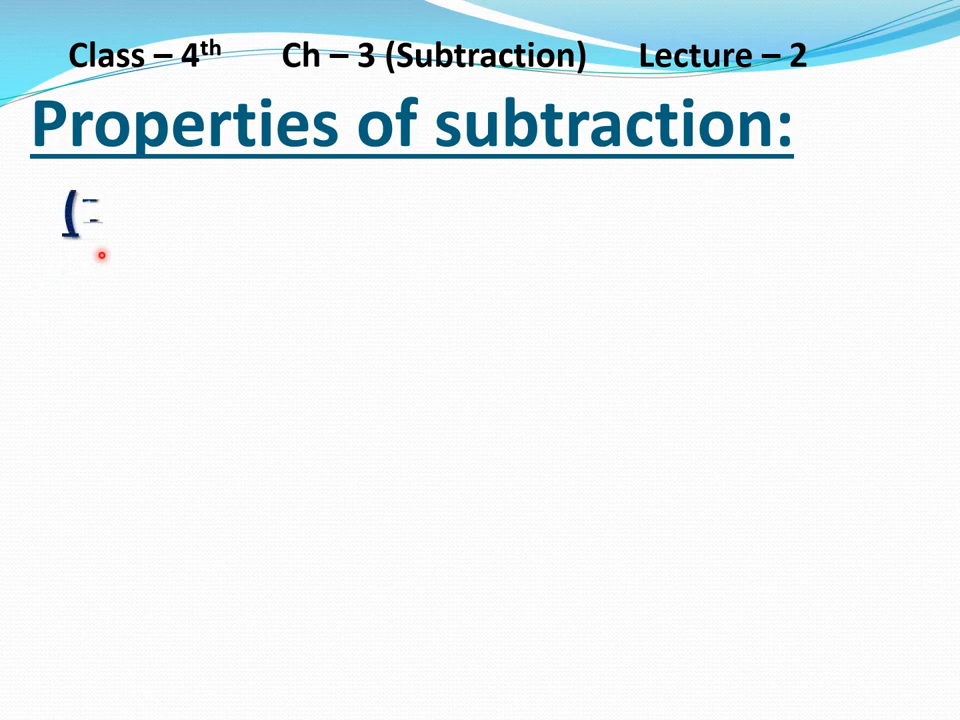 Class – 4th Ch – 3 (Subtraction) Lecture – 2
Properties of subtraction:
(